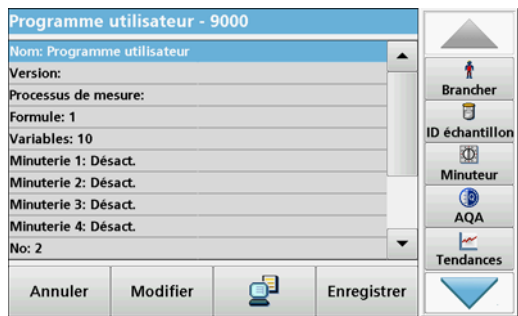 Programme utilisateur - 9000
Nom: Programme utilisateur
Version:
Processus de mesure:
Formule: 1
Variables: 10
Minuterie 1: Désact.
Minuterie 2: Désact.
Minuterie 3: Désact.
Minuterie 4: Désact.
No: 2
Annuler
Modifier
Enregistrer
Brancher
ID échantillon
Minuteur
AQA
Tendances